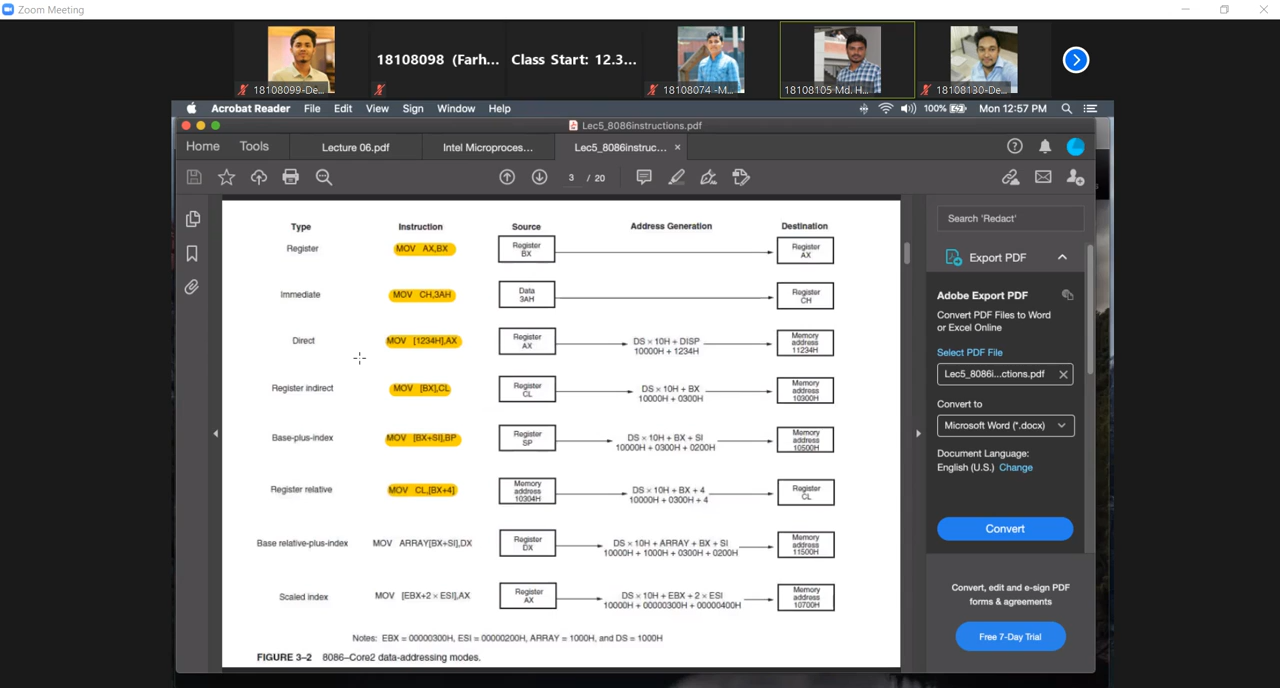 Zoom Meeting
18108098 (Farh... Class Start: 12.3...
18108099-De... 18108074 -M... 18108105 Md. H... 18108130-De...
Acrobat Reader File Edit View Sign Window Help 100% Mon 12:57 PM
Lec5_8086instructions.pdf
Home Tools Lecture 06.pdf Intel Microproces... Lec5_8086instruc... ×
3 / 20
Type Instruction Source Address Generation Destination
Register MOV AX,BX Register BX Register AX
Immediate MOV CH,3AH Data 3AH Register CH
Direct MOV [1234H],AX Register AX DS × 10H + DISP 10000H + 1234H Memory address 11234H
Register indirect MOV [BX],CL Register CL DS × 10H + BX 10000H + 0300H Memory address 10300H
Base-plus-index MOV [BX+SI],BP Register SP DS × 10H + BX + SI 10000H + 0300H + 0200H Memory address 10500H
Register relative MOV CL,[BX+4] Memory address 10304H DS × 10H + BX + 4 10000H + 0300H + 4 Register CL
Base relative-plus-index MOV ARRAY[BX+SI],DX Register DX DS × 10H + ARRAY + BX + SI 10000H + 1000H + 0300H + 0200H Memory address 11500H
Scaled index MOV [EBX+2 × ESI],AX Register AX DS × 10H + EBX + 2 × ESI 10000H + 00000300H + 00000400H Memory address 10700H
Notes: EBX = 00000300H, ESI = 00000200H, ARRAY = 1000H, and DS = 1000H
FIGURE 3–2 8086–Core2 data-addressing modes.
Search 'Redact'
Export PDF
Adobe Export PDF
Convert PDF Files to Word
or Excel Online
Select PDF File
Lec5_8086i...ctions.pdf
Convert to
Microsoft Word (*.docx)
Document Language:
English (U.S.) Change
Convert
Convert, edit and e-sign PDF
forms & agreements
Free 7-Day Trial